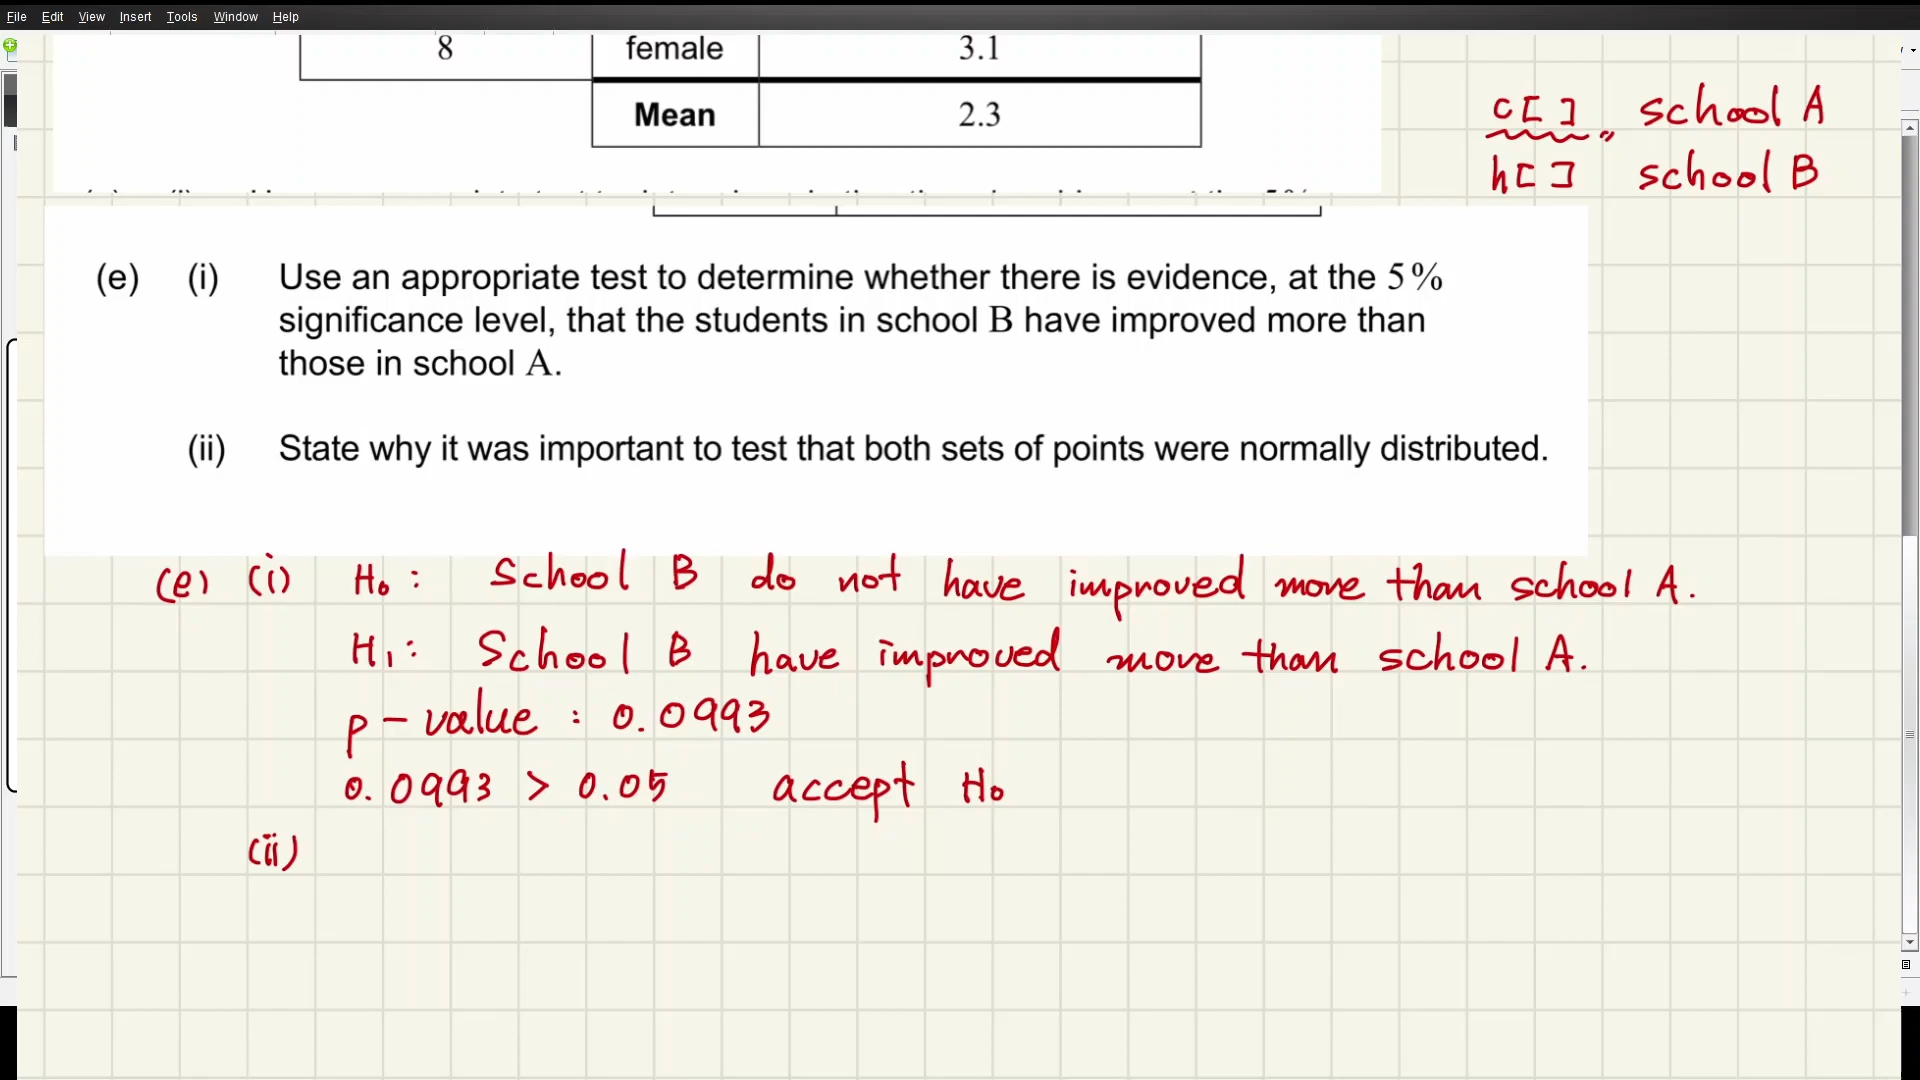 File Edit View Insert Tools Window Help
8 female 3.1
Mean 2.3
c[ ] school A
h[ ] school B
(e) (i) Use an appropriate test to determine whether there is evidence, at the 5% significance level, that the students in school B have improved more than those in school A.
(ii) State why it was important to test that both sets of points were normally distributed.
(e) (i) H₀ : School B do not have improved more than school A.
H₁ : School B have improved more than school A.
p-value : 0.0993
0.0993 > 0.05 accept H₀
(ii)